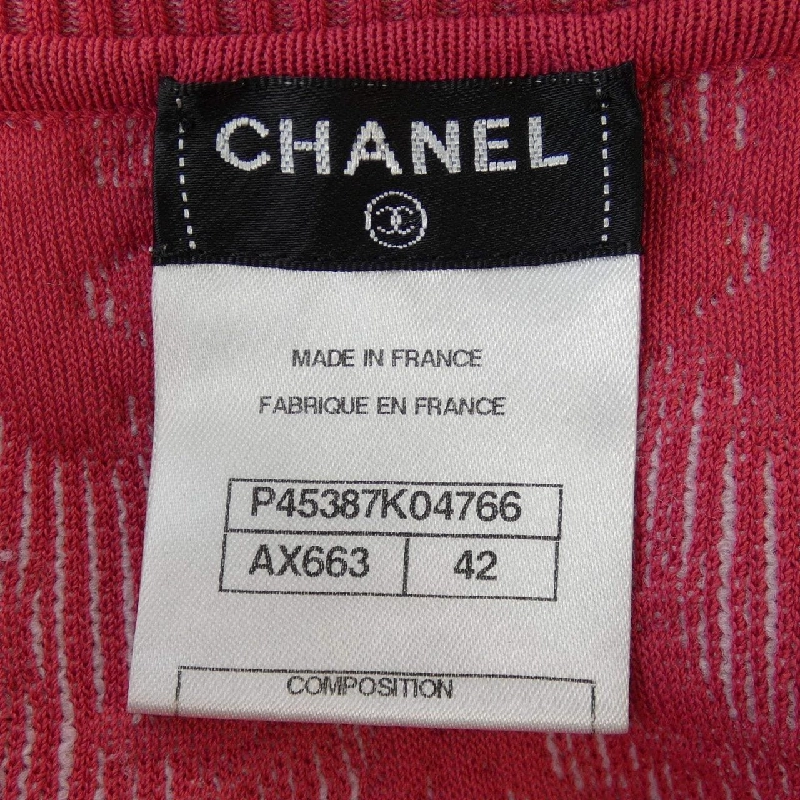 CHANEL
MADE IN FRANCE
FABRIQUE EN FRANCE
P45387K04766
AX663 42
COMPOSITION